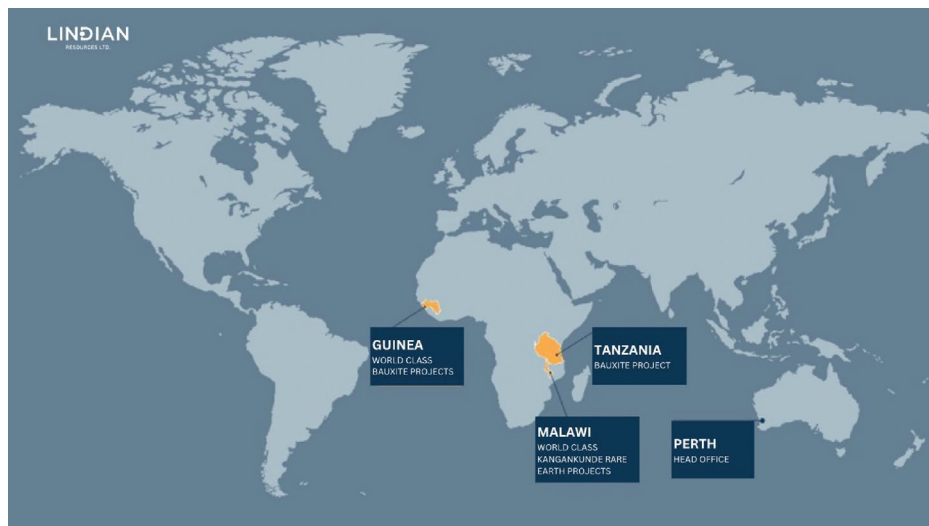 LINDIAN
RESOURCES LTD.
GUINEA
WORLD CLASS
BAUXITE PROJECTS
TANZANIA
BAUXITE PROJECT
MALAWI
WORLD CLASS
KANGANKUNDE RARE
EARTH PROJECTS
PERTH
HEAD OFFICE